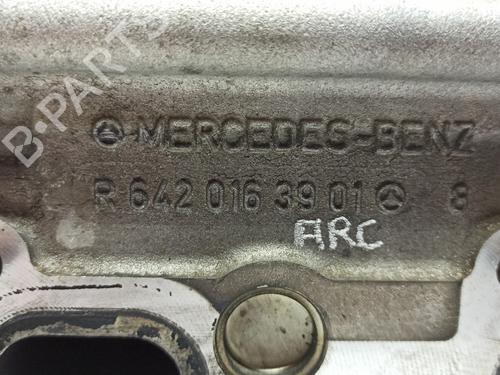 B-PARTS
MERCEDES-BENZ
R 642 016 39 01 8
ARC